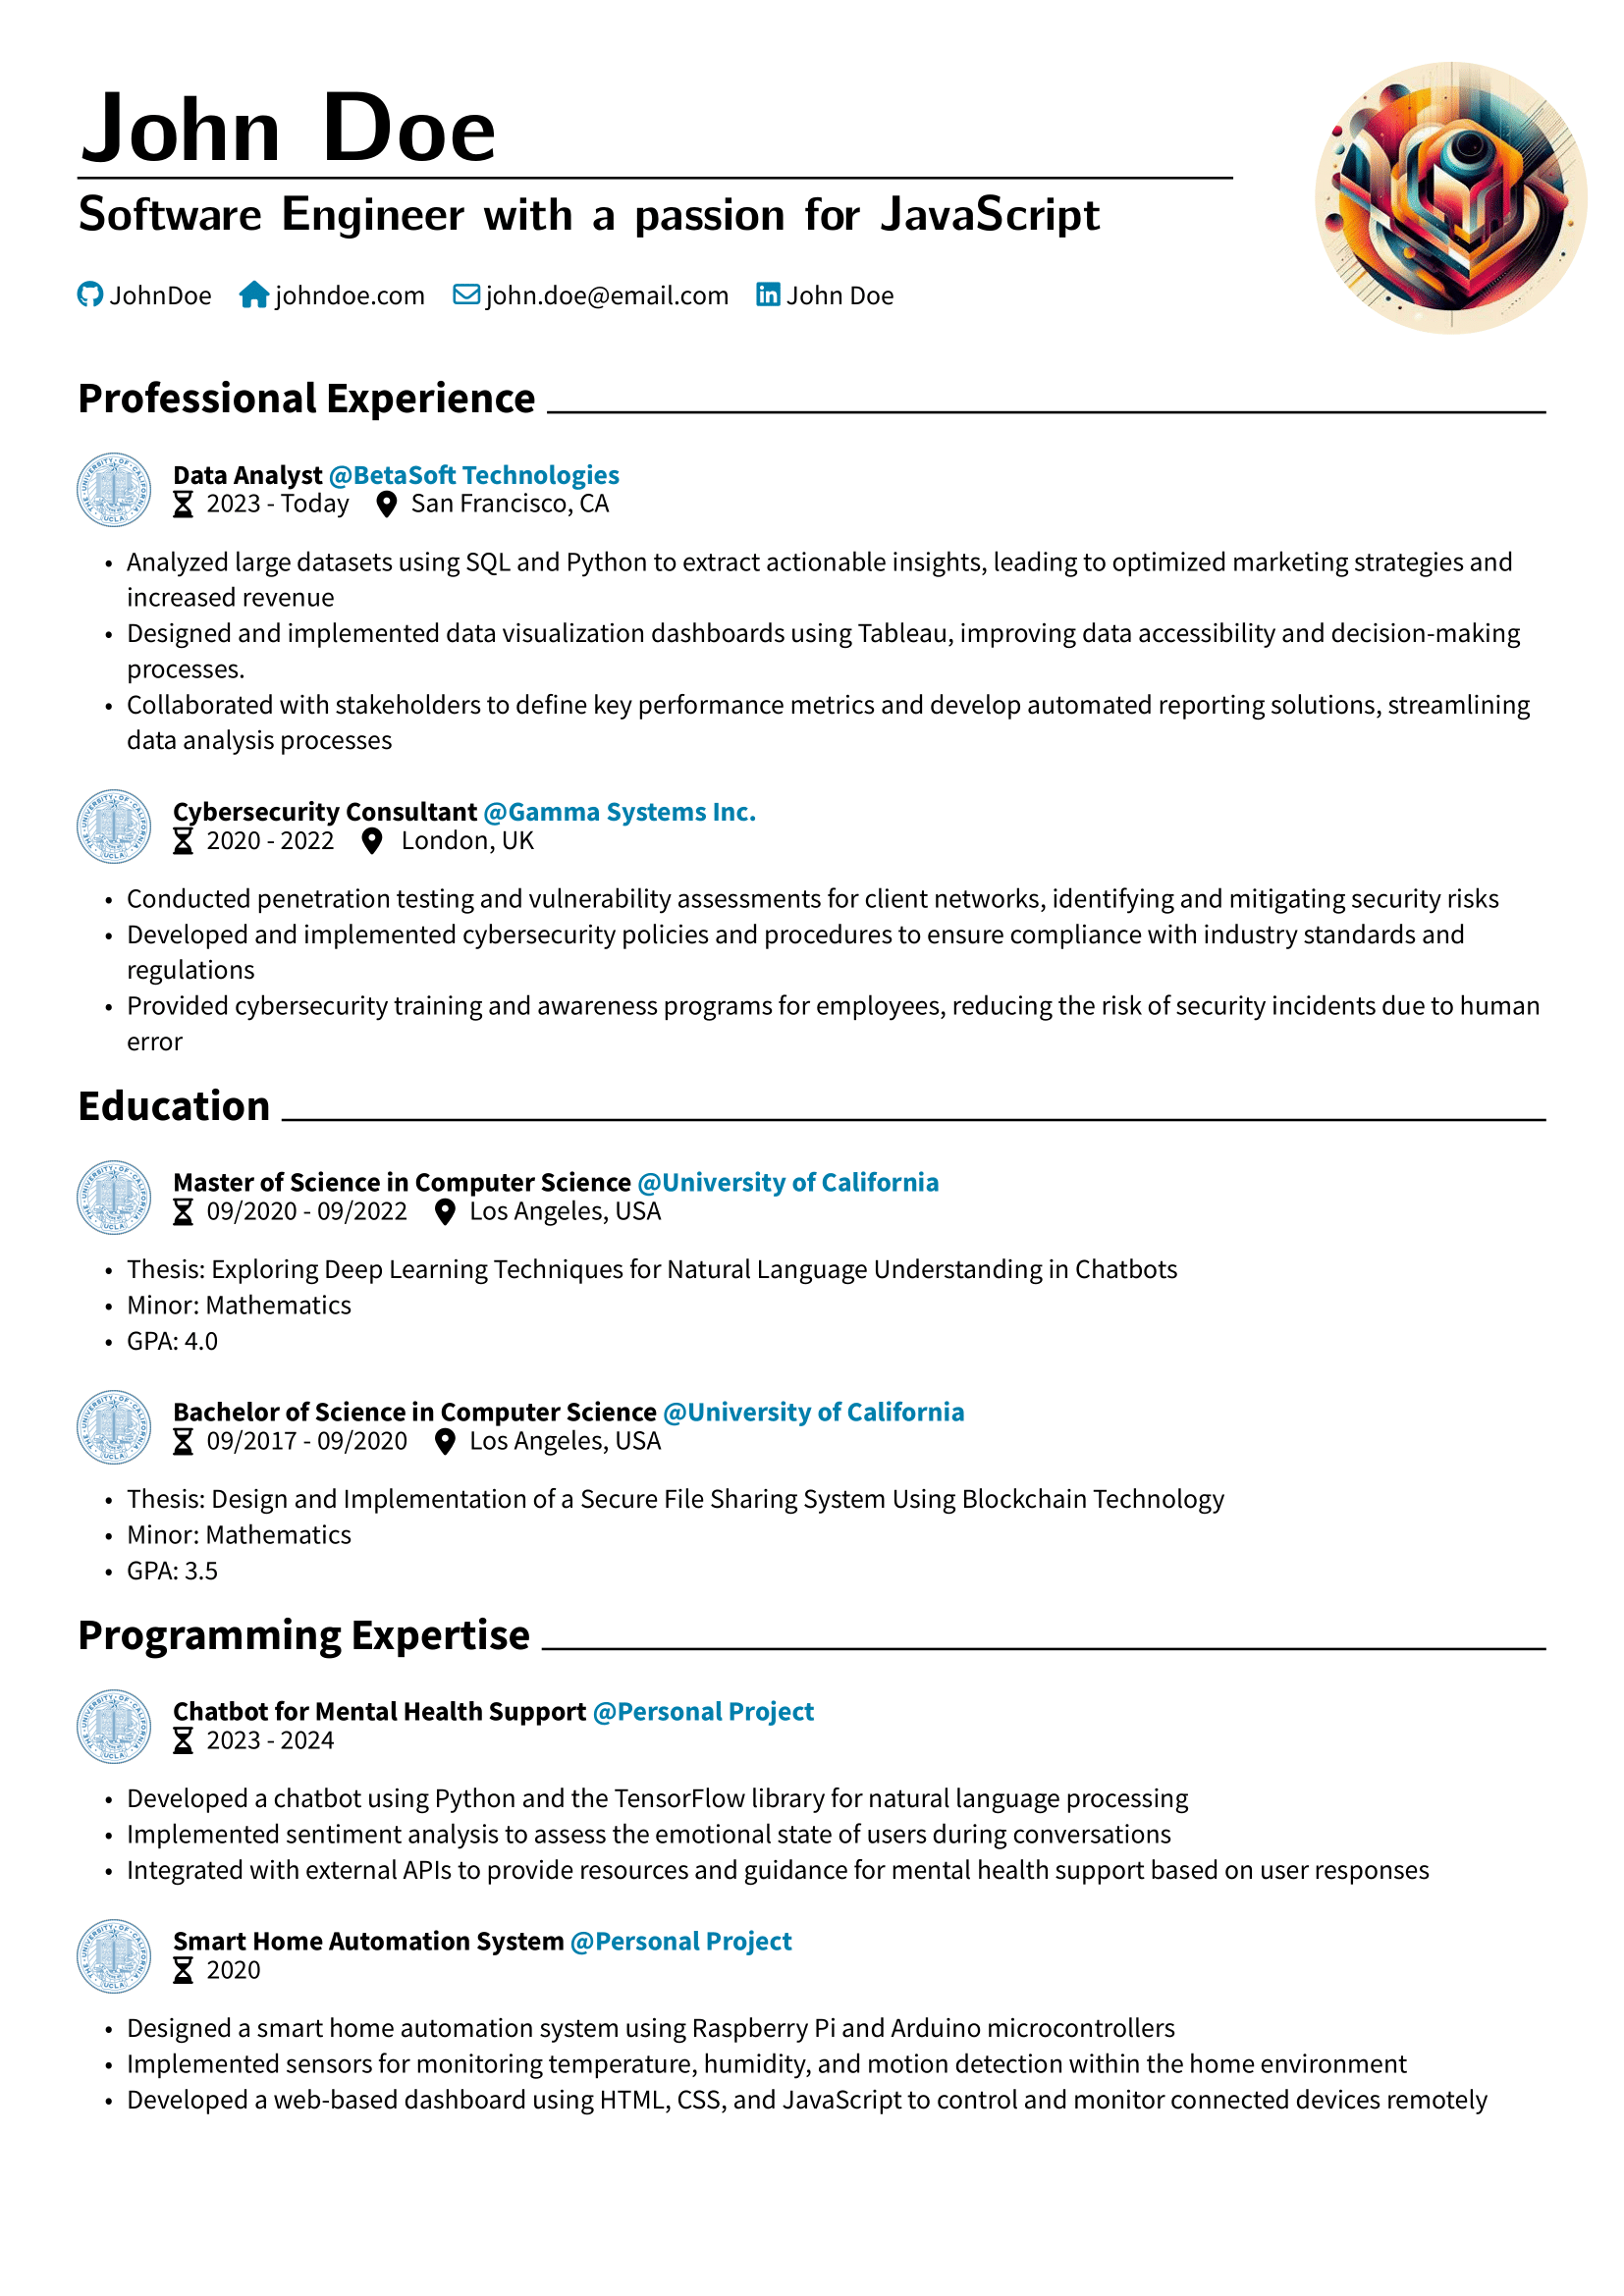 John Doe
Software Engineer with a passion for JavaScript
JohnDoe johndoe.com john.doe@email.com John Doe
Professional Experience
Data Analyst @BetaSoft Technologies
2023 - Today San Francisco, CA
• Analyzed large datasets using SQL and Python to extract actionable insights, leading to optimized marketing strategies and
increased revenue
• Designed and implemented data visualization dashboards using Tableau, improving data accessibility and decision-making
processes.
• Collaborated with stakeholders to define key performance metrics and develop automated reporting solutions, streamlining
data analysis processes
Cybersecurity Consultant @Gamma Systems Inc.
2020 - 2022 London, UK
• Conducted penetration testing and vulnerability assessments for client networks, identifying and mitigating security risks
• Developed and implemented cybersecurity policies and procedures to ensure compliance with industry standards and
regulations
• Provided cybersecurity training and awareness programs for employees, reducing the risk of security incidents due to human
error
Education
Master of Science in Computer Science @University of California
09/2020 - 09/2022 Los Angeles, USA
• Thesis: Exploring Deep Learning Techniques for Natural Language Understanding in Chatbots
• Minor: Mathematics
• GPA: 4.0
Bachelor of Science in Computer Science @University of California
09/2017 - 09/2020 Los Angeles, USA
• Thesis: Design and Implementation of a Secure File Sharing System Using Blockchain Technology
• Minor: Mathematics
• GPA: 3.5
Programming Expertise
Chatbot for Mental Health Support @Personal Project
2023 - 2024
• Developed a chatbot using Python and the TensorFlow library for natural language processing
• Implemented sentiment analysis to assess the emotional state of users during conversations
• Integrated with external APIs to provide resources and guidance for mental health support based on user responses
Smart Home Automation System @Personal Project
2020
• Designed a smart home automation system using Raspberry Pi and Arduino microcontrollers
• Implemented sensors for monitoring temperature, humidity, and motion detection within the home environment
• Developed a web-based dashboard using HTML, CSS, and JavaScript to control and monitor connected devices remotely